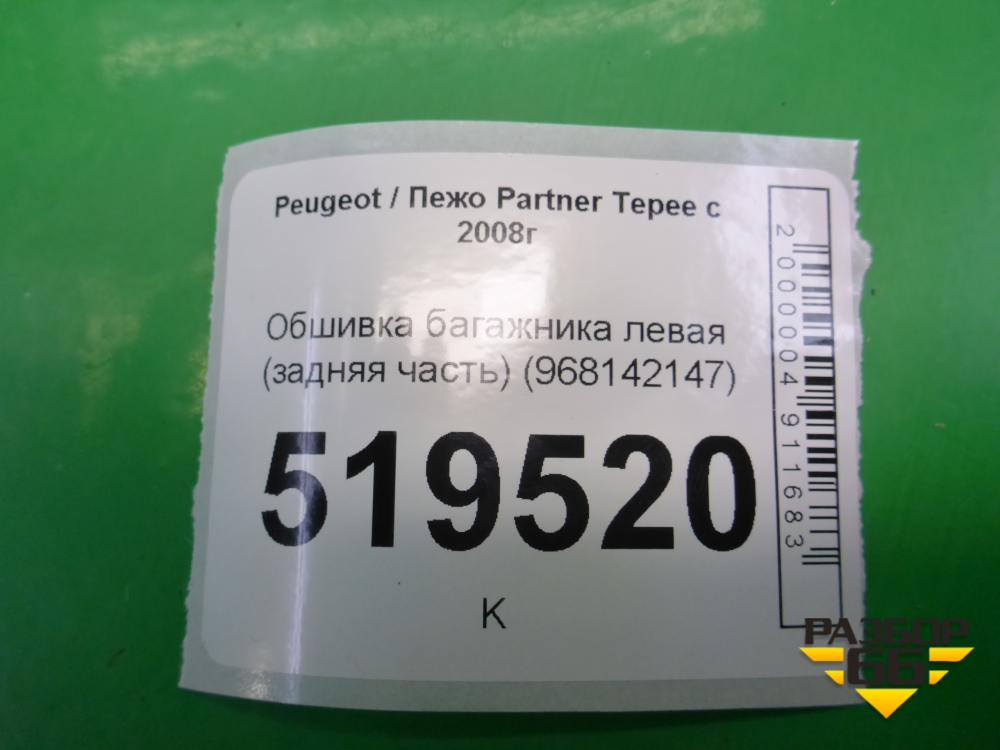 Peugeot / Пежо Partner Tepee с
2008г
Обшивка багажника левая
(задняя часть) (968142147)
519520
К
2000004911683
РАЗБОР
66